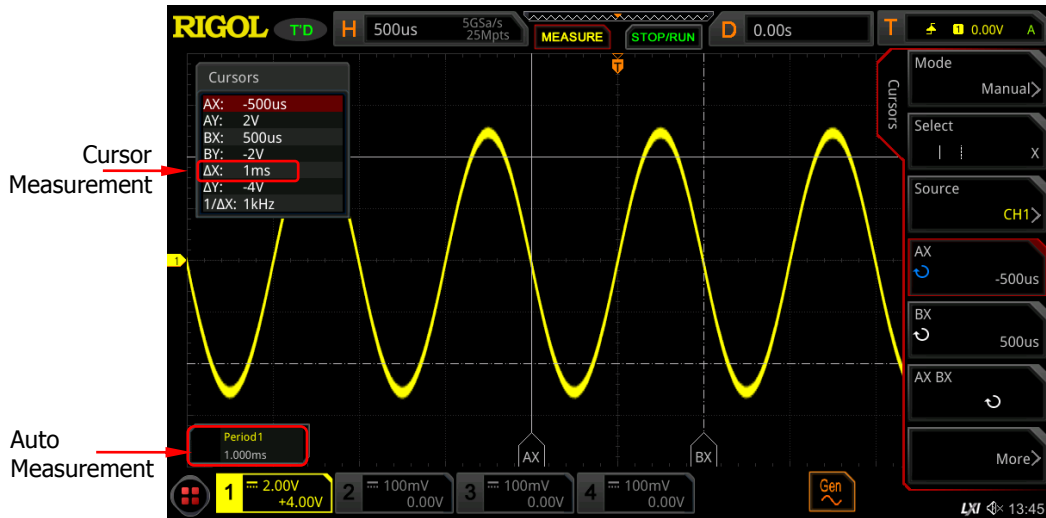 RIGOL T'D H 500us 5GSa/s 25Mpts MEASURE STOP/RUN D 0.00s T 1 0.00V A
T
Cursors
AX: -500us
AY: 2V
BX: 500us
BY: -2V
ΔX: 1ms
ΔY: -4V
1/ΔX: 1kHz
Cursor
Measurement
1
Auto
Measurement
Period1
1.000ms
AX
BX
Cursors
Mode
Manual
Select
X
Source
CH1
AX
-500us
BX
500us
AX BX
More
1 2.00V +4.00V
2 100mV 0.00V
3 100mV 0.00V
4 100mV 0.00V
Gen
LXI 13:45